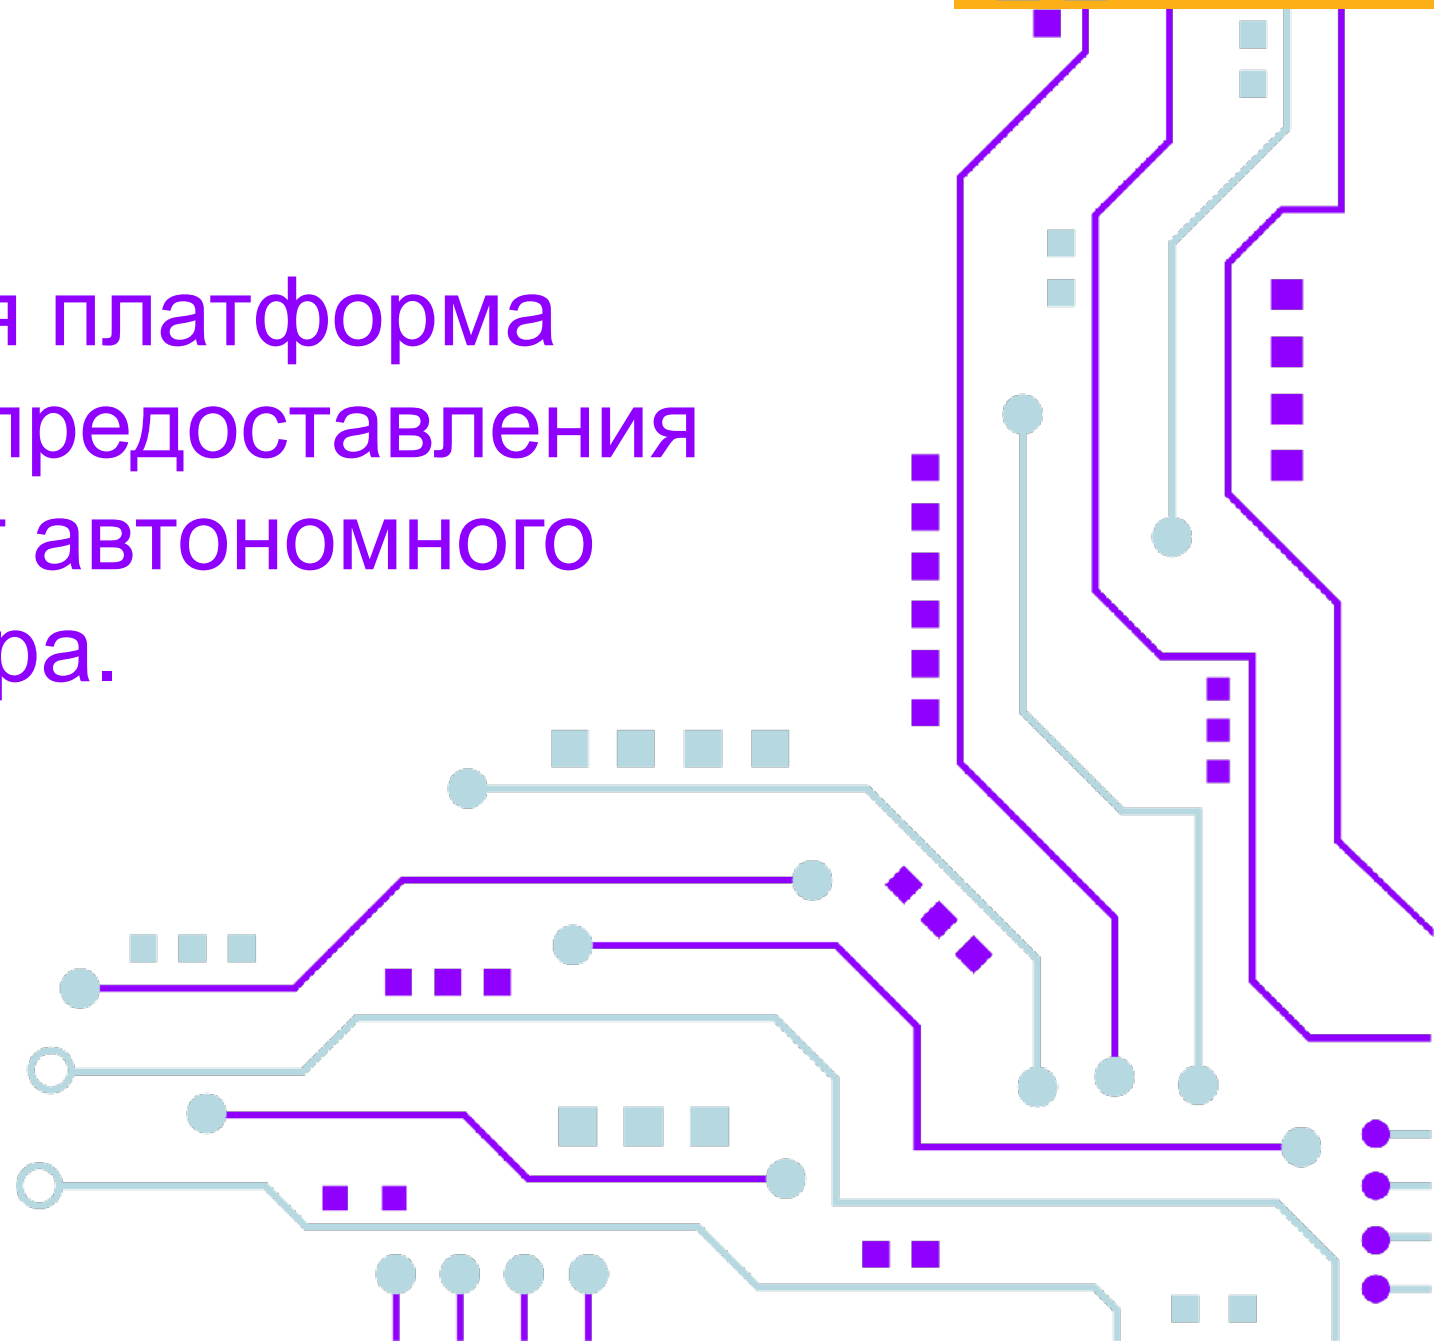 я платформа
предоставления
т автономного
ра.